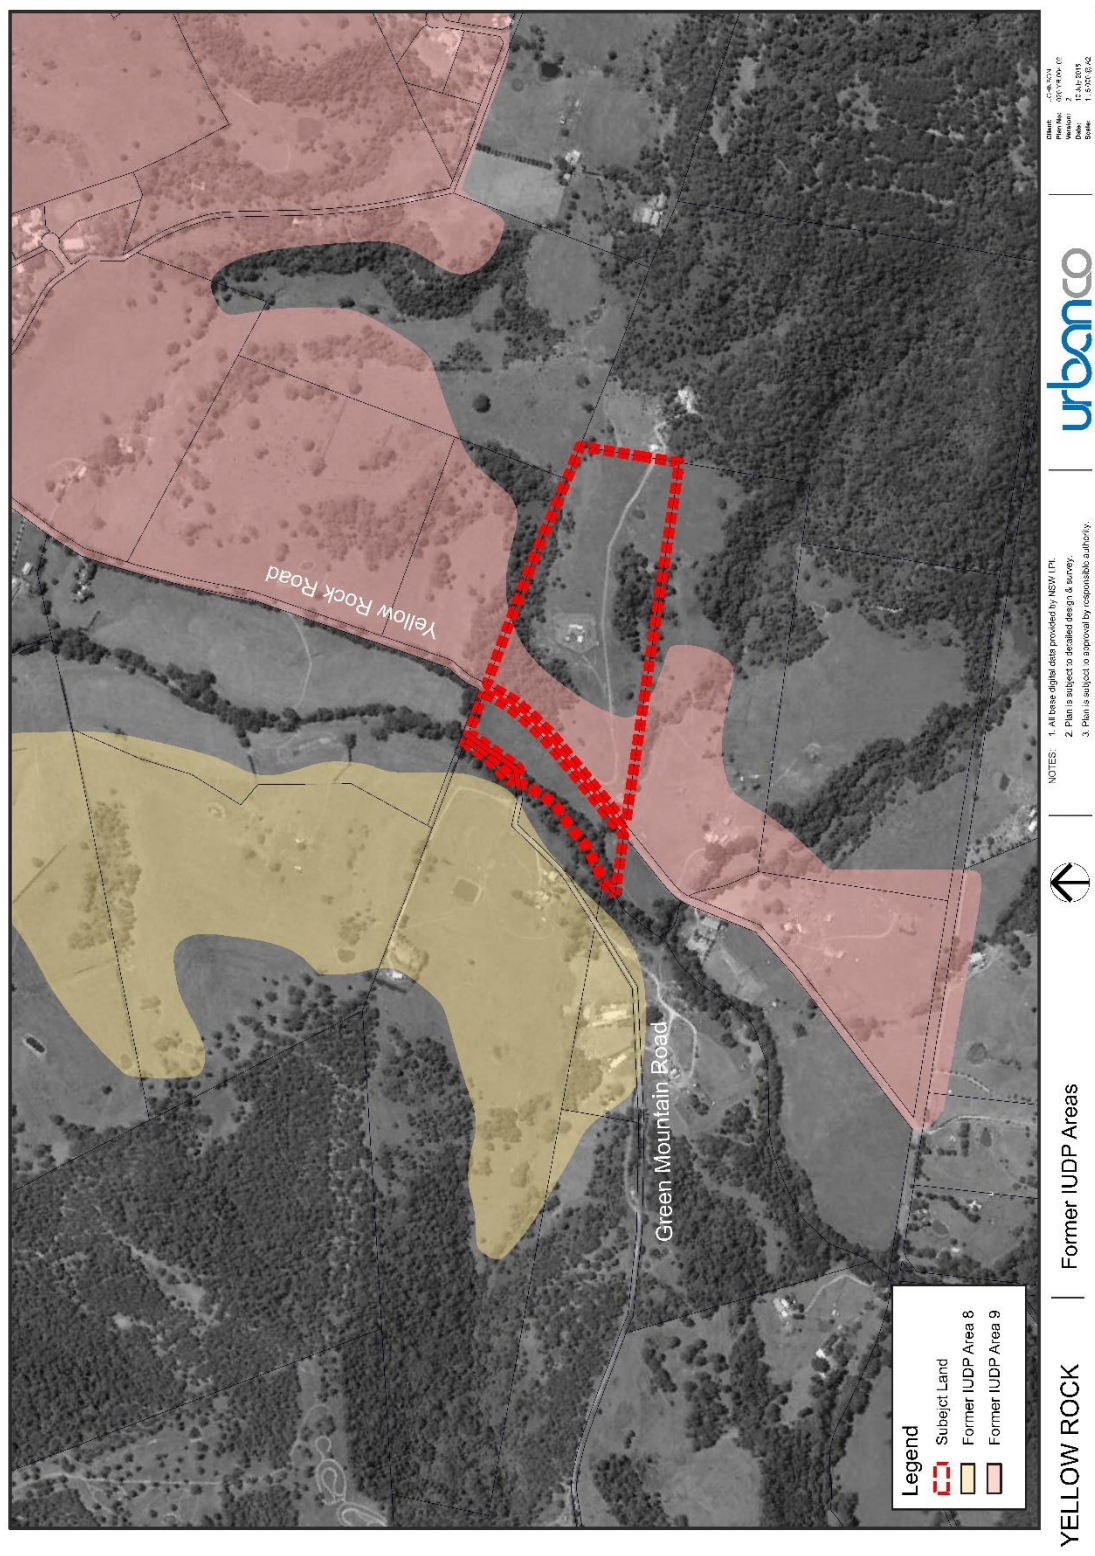 Yellow Rock Road
Green Mountain Road
Legend
Subejct Land
Former IUDP Area 8
Former IUDP Area 9
YELLOW ROCK
Former IUDP Areas
NOTES:
1. All base digital data provided by NSW LPI.
2. Plan is subject to detailed design & survey.
3. Plan is subject to approval by responsible authority.
urbanco
Client:
Plan No:
Version: 2
Date:
Scale: